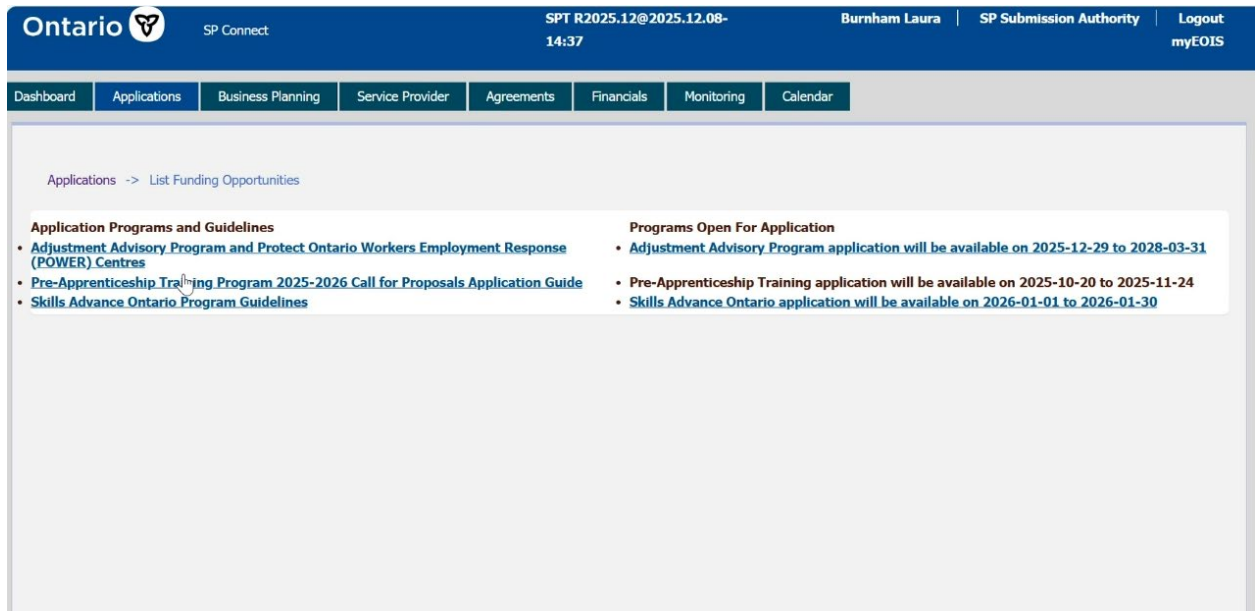 Ontario
SP Connect
SPT R2025.12@2025.12.08-
14:37
Burnham Laura
SP Submission Authority
Logout
myEOIS
Dashboard
Applications
Business Planning
Service Provider
Agreements
Financials
Monitoring
Calendar
Applications -> List Funding Opportunities
Application Programs and Guidelines
• Adjustment Advisory Program and Protect Ontario Workers Employment Response
(POWER) Centres
• Pre-Apprenticeship Training Program 2025-2026 Call for Proposals Application Guide
• Skills Advance Ontario Program Guidelines
Programs Open For Application
• Adjustment Advisory Program application will be available on 2025-12-29 to 2028-03-31
• Pre-Apprenticeship Training application will be available on 2025-10-20 to 2025-11-24
• Skills Advance Ontario application will be available on 2026-01-01 to 2026-01-30